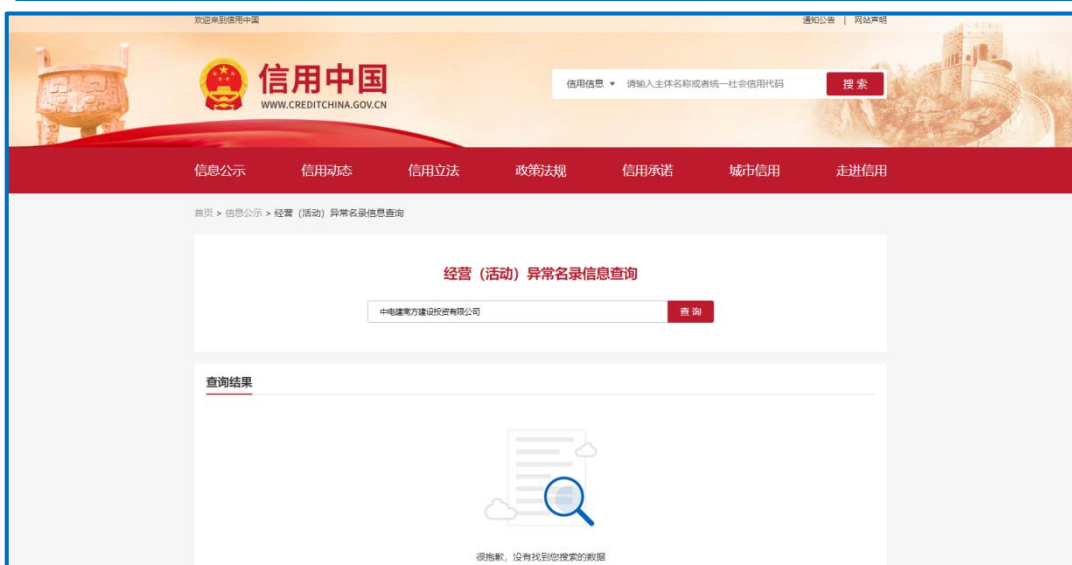 欢迎来到信用中国
通知公告 | 网站声明
信用中国
WWW.CREDITCHINA.GOV.CN
信用信息 ▼ 请输入主体名称或者统一社会信用代码 搜索
信息公示 信用动态 信用立法 政策法规 信用承诺 城市信用 走进信用
首页 > 信息公示 > 经营（活动）异常名录信息查询
经营（活动）异常名录信息查询
中电建南方建设投资有限公司 查询
查询结果
很抱歉，没有找到您搜索的数据